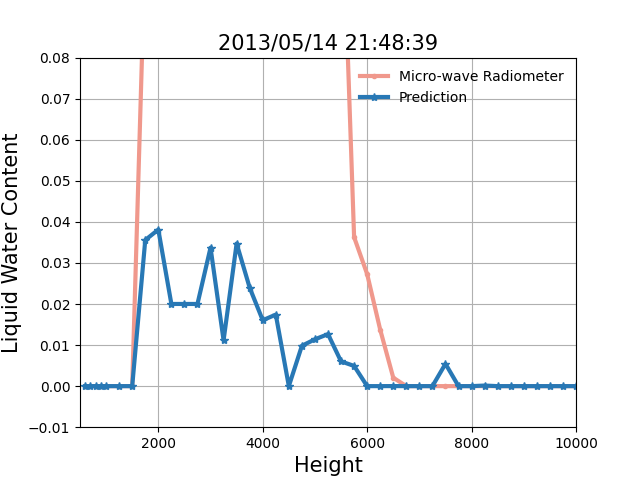 2013/05/14 21:48:39
Micro-wave Radiometer
Prediction
Liquid Water Content
0.08
0.07
0.06
0.05
0.04
0.03
0.02
0.01
0.00
−0.01
2000 4000 6000 8000 10000
Height